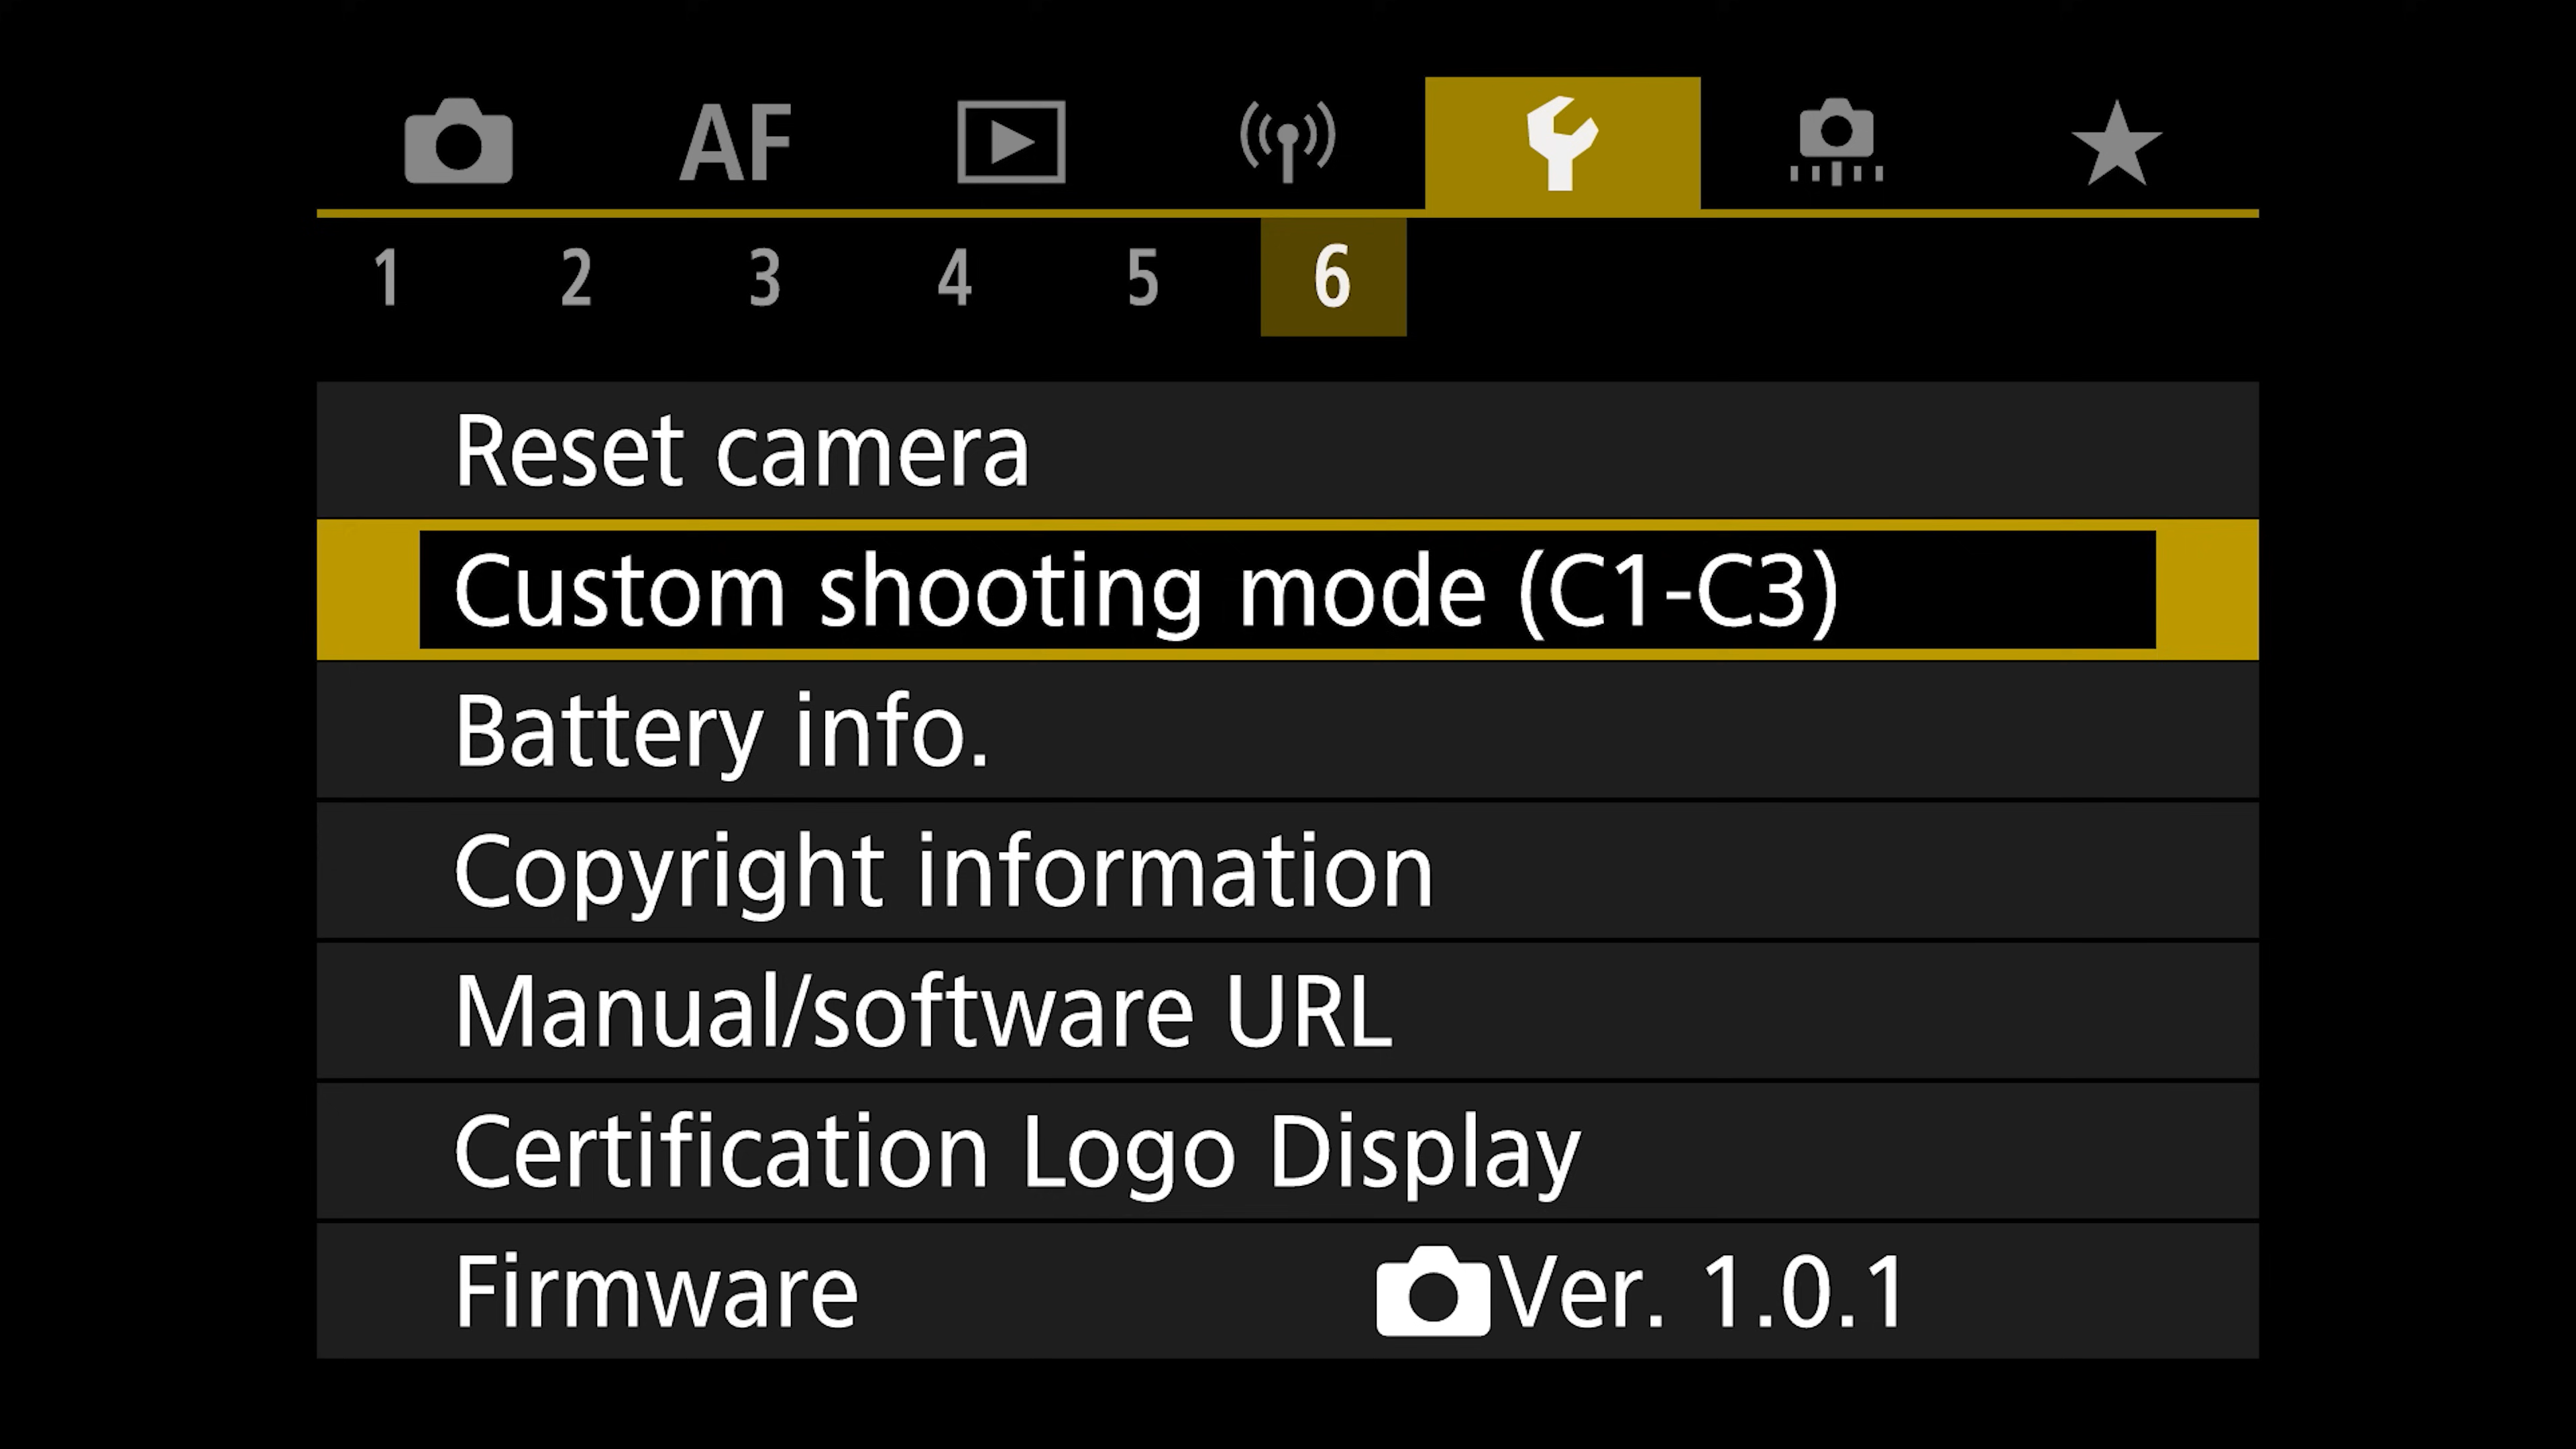 AF
1 2 3 4 5 6
Reset camera
Custom shooting mode (C1-C3)
Battery info.
Copyright information
Manual/software URL
Certification Logo Display
Firmware Ver. 1.0.1